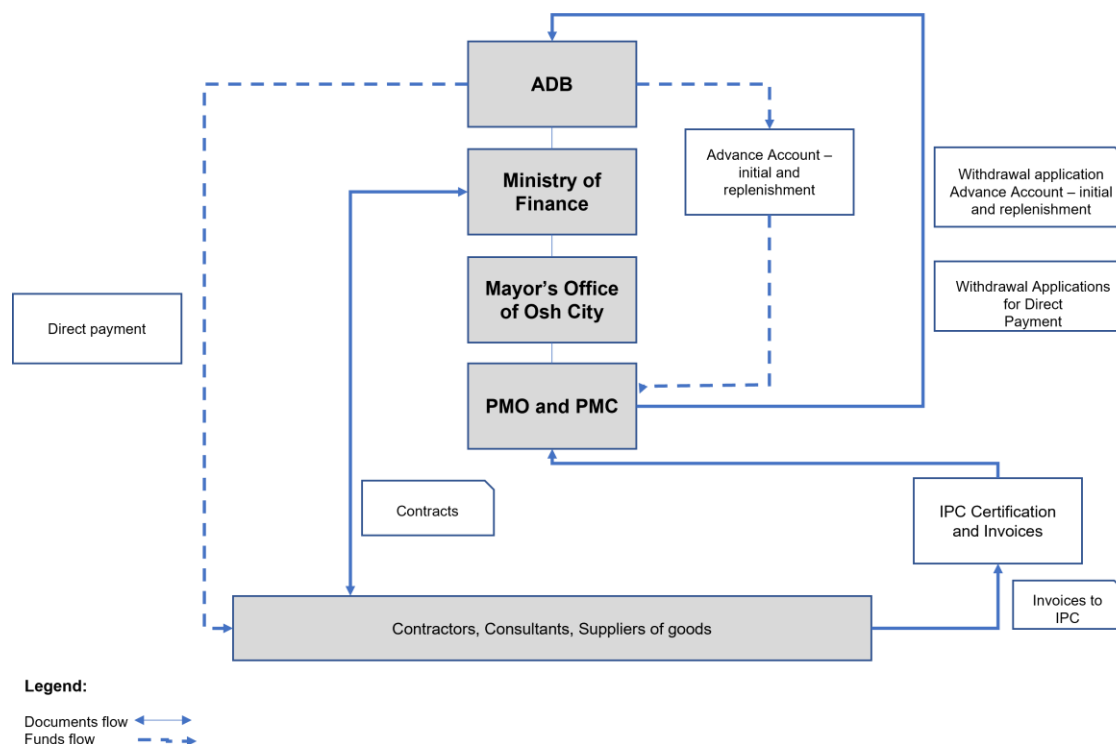 ADB
Advance Account –
initial and
replenishment
Withdrawal application
Advance Account – initial
and replenishment
Ministry of
Finance
Mayor’s Office
of Osh City
Withdrawal Applications
for Direct
Payment
Direct payment
PMO and PMC
Contracts
IPC Certification
and Invoices
Invoices to
IPC
Contractors, Consultants, Suppliers of goods
Legend:
Documents flow
Funds flow